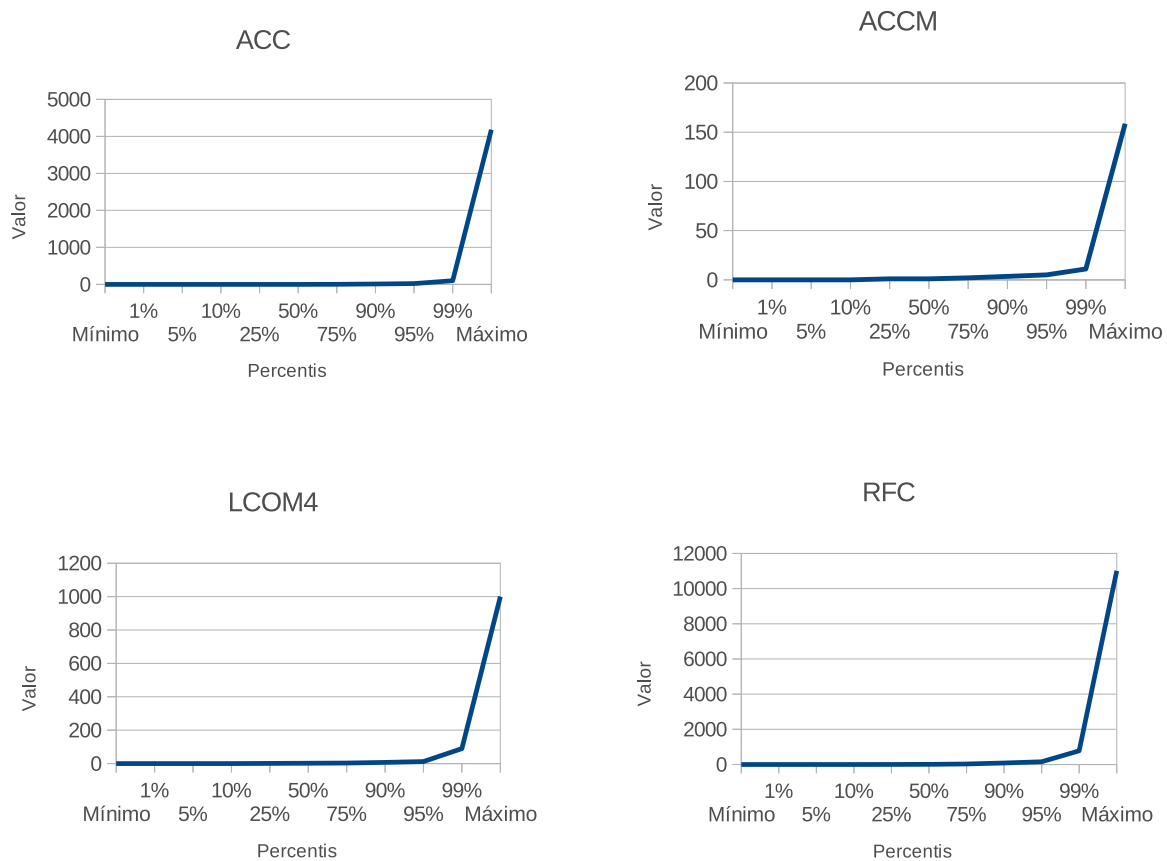 ACC
5000
4000
3000
2000
1000
0
Valor
1% 10% 50% 90% 99%
Mínimo 5% 25% 75% 95% Máximo
Percentis
ACCM
200
150
100
50
0
Valor
1% 10% 50% 90% 99%
Mínimo 5% 25% 75% 95% Máximo
Percentis
LCOM4
1200
1000
800
600
400
200
0
Valor
1% 10% 50% 90% 99%
Mínimo 5% 25% 75% 95% Máximo
Percentis
RFC
12000
10000
8000
6000
4000
2000
0
Valor
1% 10% 50% 90% 99%
Mínimo 5% 25% 75% 95% Máximo
Percentis